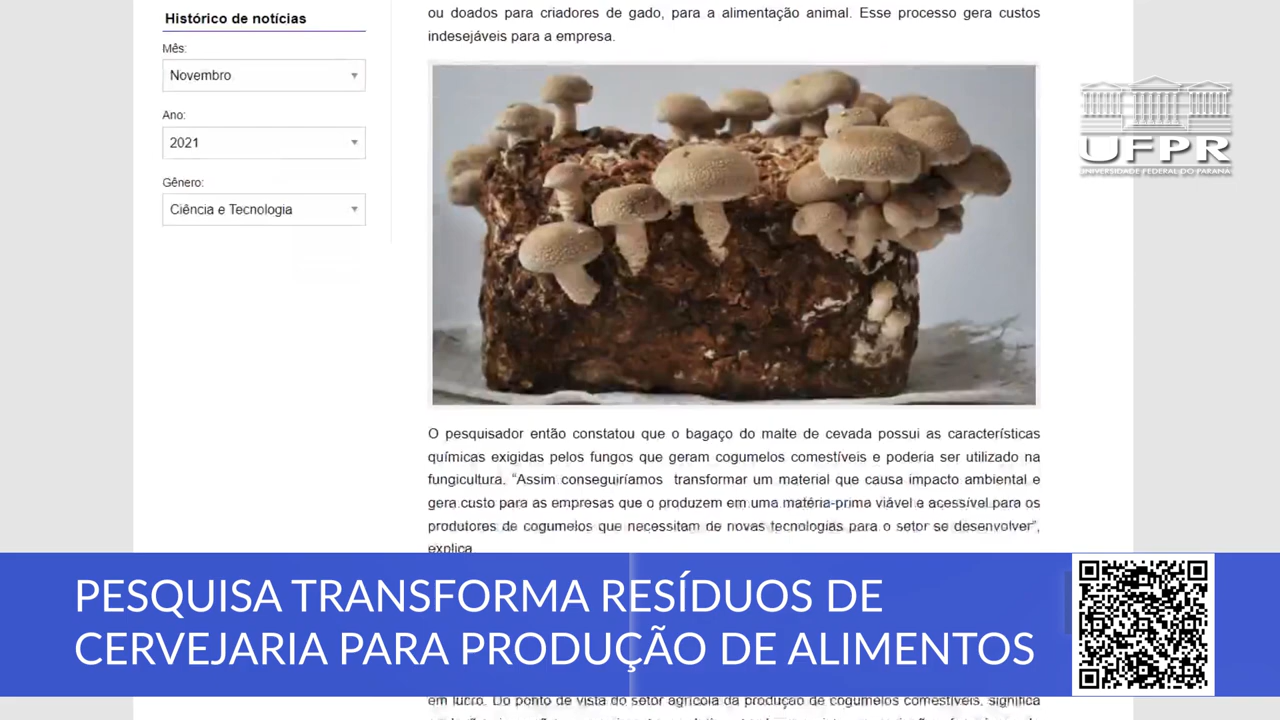 Histórico de notícias
Mês:
Novembro
Ano:
2021
Gênero:
Ciência e Tecnologia
ou doados para criadores de gado, para a alimentação animal. Esse processo gera custos
indesejáveis para a empresa.
UFPR
UNIVERSIDADE FEDERAL DO PARANÁ
O pesquisador então constatou que o bagaço do malte de cevada possui as características
químicas exigidas pelos fungos que geram cogumelos comestíveis e poderia ser utilizado na
fungicultura. “Assim conseguiríamos transformar um material que causa impacto ambiental e
gera custo para as empresas que o produzem em uma matéria-prima viável e acessível para os
produtores de cogumelos que necessitam de novas tecnologias para o setor se desenvolver”,
explica
PESQUISA TRANSFORMA RESÍDUOS DE
CERVEJARIA PARA PRODUÇÃO DE ALIMENTOS
em lucro. Do ponto de vista do setor agrícola da produção de cogumelos comestíveis, significa